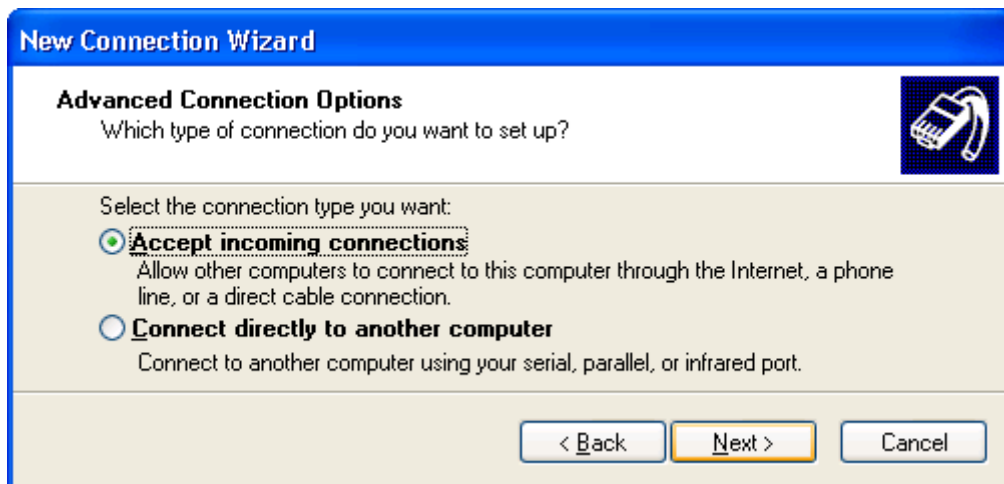 New Connection Wizard
Advanced Connection Options
Which type of connection do you want to set up?
Select the connection type you want:
Accept incoming connections
Allow other computers to connect to this computer through the Internet, a phone
line, or a direct cable connection.
Connect directly to another computer
Connect to another computer using your serial, parallel, or infrared port.
< Back Next > Cancel